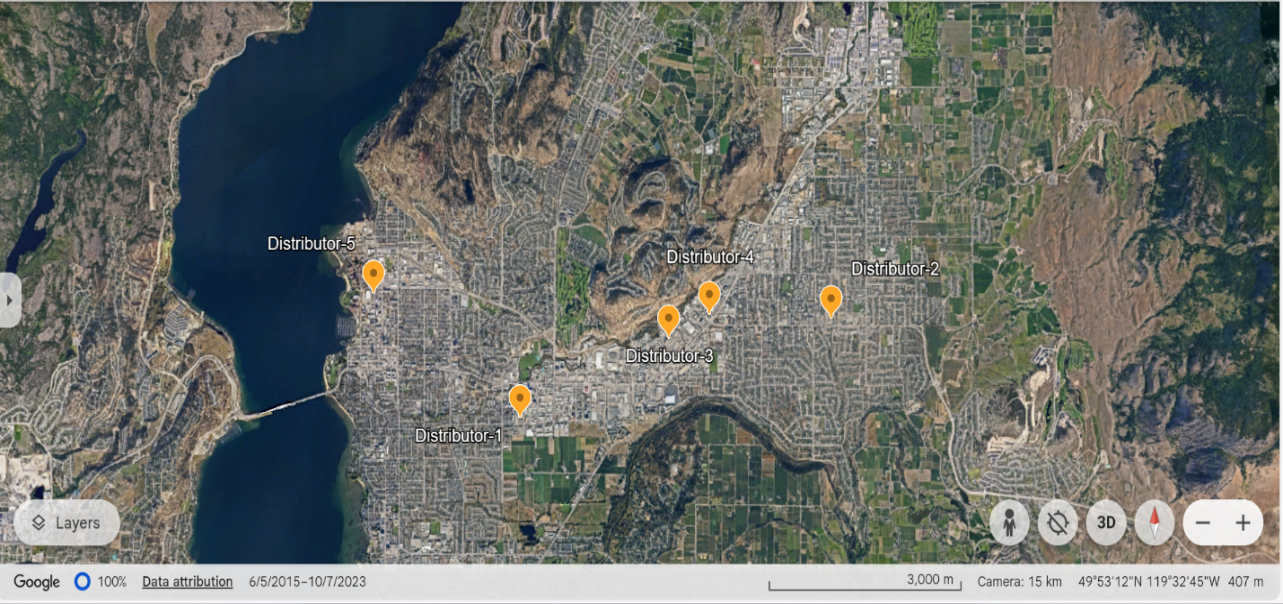 Distributor-5
Distributor-4
Distributor-2
Distributor-3
Distributor-1
Layers
3D
Google 100% Data attribution 6/5/2015–10/7/2023 3,000 m Camera: 15 km 49°53'12"N 119°32'45"W 407 m